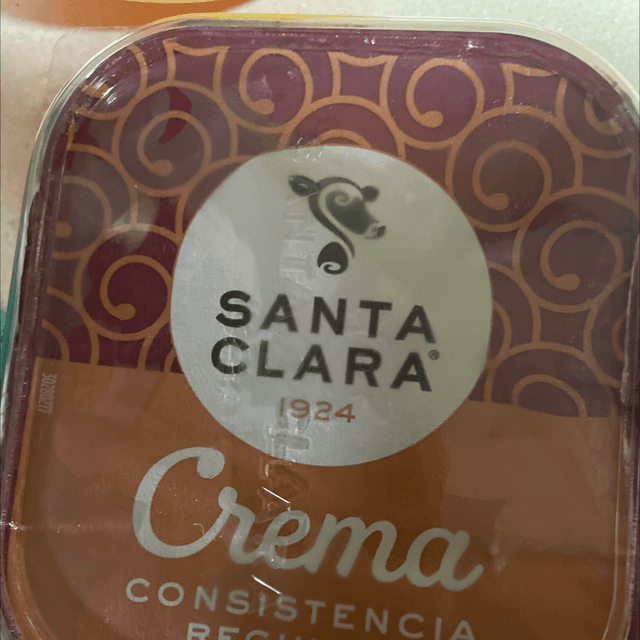 SANTA
CLARA®
1924
Crema
CONSISTENCIA